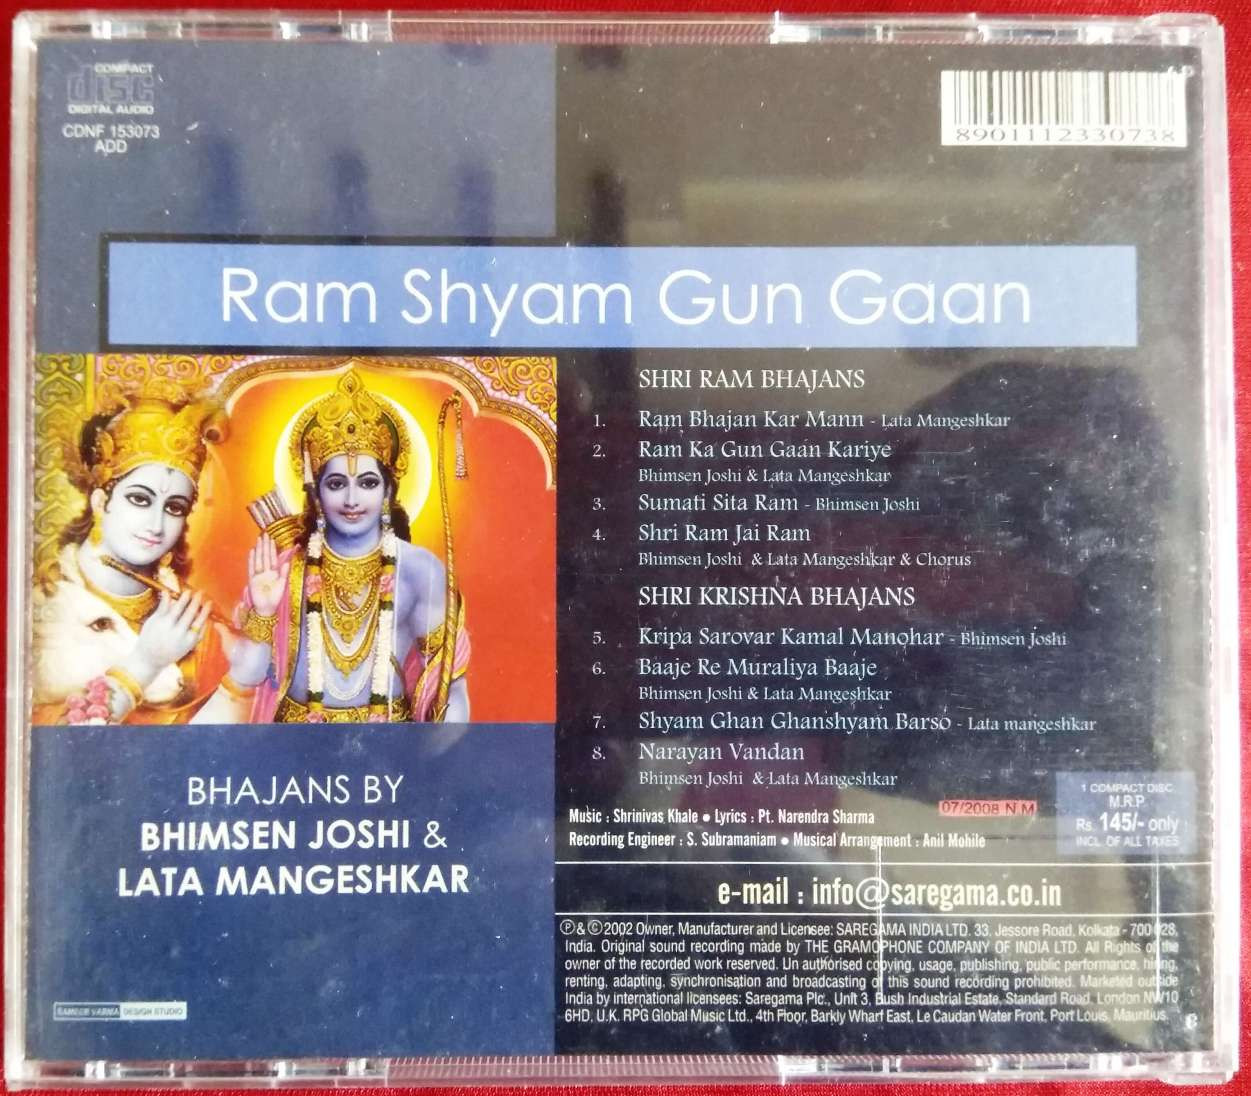 COMPACT
disc
DIGITAL AUDIO
CDNF 153073
ADD
8901112330738
Ram Shyam Gun Gaan
SHRI RAM BHAJANS
1. Ram Bhajan Kar Mann - Lata Mangeshkar
2. Ram Ka Gun Gaan Kariye
Bhimsen Joshi & Lata Mangeshkar
3. Sumati Sita Ram - Bhimsen Joshi
4. Shri Ram Jai Ram
Bhimsen Joshi & Lata Mangeshkar & Chorus
SHRI KRISHNA BHAJANS
5. Kripa Sarovar Kamal Manohar - Bhimsen Joshi
6. Baaje Re Muraliya Baaje
Bhimsen Joshi & Lata Mangeshkar
7. Shyam Ghan Ghanshyam Barso - Lata mangeshkar
8. Narayan Vandan
Bhimsen Joshi & Lata Mangeshkar
BHAJANS BY
BHIMSEN JOSHI &
LATA MANGESHKAR
Music : Shrinivas Khale ● Lyrics : Pt. Narendra Sharma
Recording Engineer : S. Subramaniam ● Musical Arrangement : Anil Mohile
07/2008 N.M
1 COMPACT DISC
M.R.P.
Rs. 145/- only
INCL. OF ALL TAXES
e-mail : info@saregama.co.in
℗ & © 2002 Owner, Manufacturer and Licensee: SAREGAMA INDIA LTD. 33, Jessore Road, Kolkata - 700 028,
India. Original sound recording made by THE GRAMOPHONE COMPANY OF INDIA LTD. All Rights of the
owner of the recorded work reserved. Un authorised copying, usage, publishing, public performance, hiring,
renting, adapting, synchronisation and broadcasting of this sound recording prohibited. Marketed outside
India by international licensees: Saregama Plc., Unit 3, Bush Industrial Estate, Standard Road, London NW10
6HD, U.K. RPG Global Music Ltd., 4th Floor, Barkly Wharf East, Le Caudan Water Front, Port Louis, Mauritius.
SAMEER VARMA DESIGN STUDIO